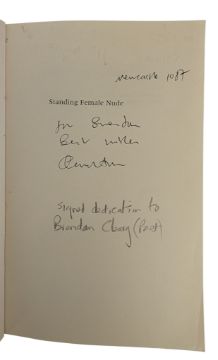 Newcastle 1987
Standing Female Nude
for Brendan
Best wishes
signed dedication to
Brendan Cleary (Poet)